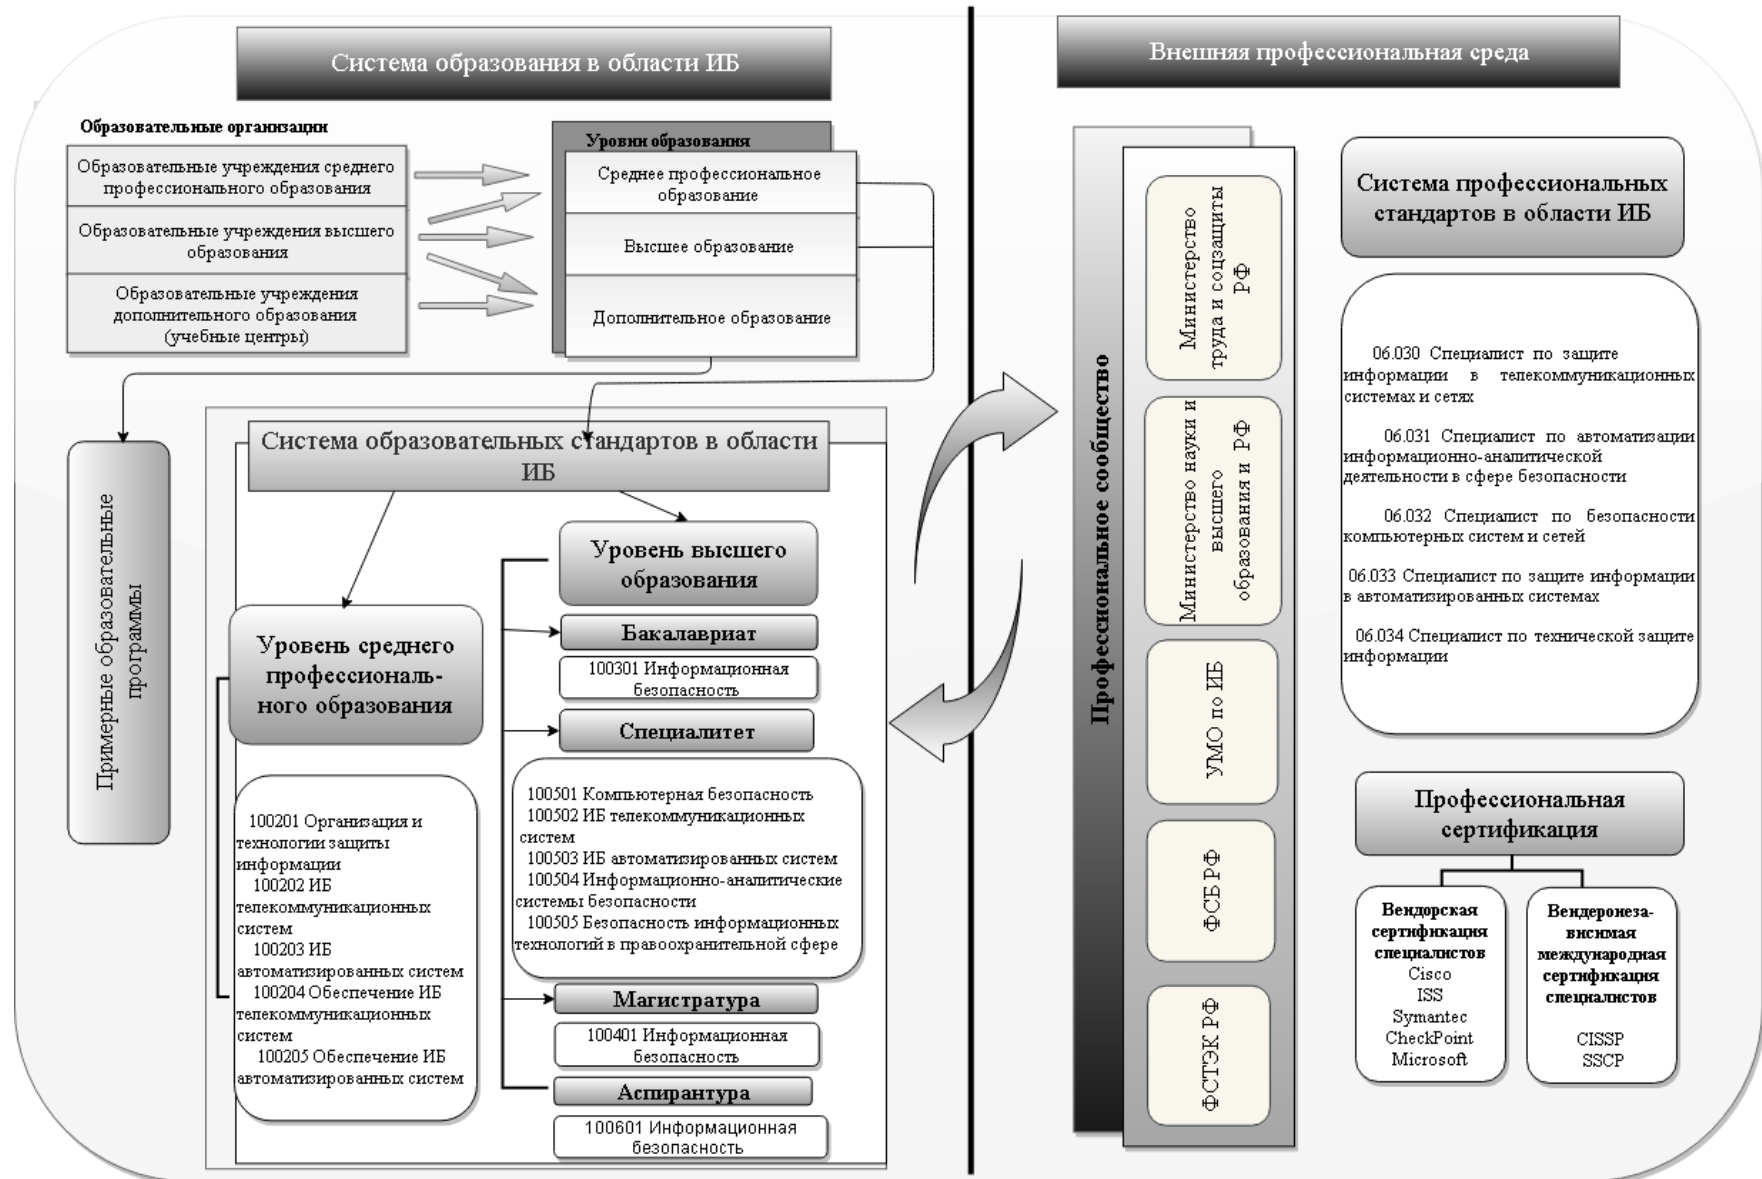 Система образования в области ИБ
Образовательные организации
Образовательные учреждения среднего
профессионального образования
Образовательные учреждения высшего
образования
Образовательные учреждения
дополнительного образования
(учебные центры)
Уровни образования
Среднее профессиональное
образование
Высшее образование
Дополнительное образование
Примерные образовательные
программы
Система образовательных стандартов в области
ИБ
Уровень среднего
профессиональ-
ного образования
100201 Организация и
технологии защиты
информации
100202 ИБ
телекоммуникационных
систем
100203 ИБ
автоматизированных систем
100204 Обеспечение ИБ
телекоммуникационных
систем
100205 Обеспечение ИБ
автоматизированных систем
Уровень высшего
образования
Бакалавриат
100301 Информационная
безопасность
Специалитет
100501 Компьютерная безопасность
100502 ИБ телекоммуникационных
систем
100503 ИБ автоматизированных систем
100504 Информационно-аналитические
системы безопасности
100505 Безопасность информационных
технологий в правоохранительной сфере
Магистратура
100401 Информационная
безопасность
Аспирантура
100601 Информационная
безопасность
Внешняя профессиональная среда
Профессиональное сообщество
Министерство
труда и соцзащиты
РФ
Министерство науки и
высшего
образования и РФ
УМО по ИБ
ФСБ РФ
ФСТЭК РФ
Система профессиональных
стандартов в области ИБ
06.030 Специалист по защите
информации в телекоммуникационных
системах и сетях
06.031 Специалист по автоматизации
информационно-аналитической
деятельности в сфере безопасности
06.032 Специалист по безопасности
компьютерных систем и сетей
06.033 Специалист по защите информации
в автоматизированных системах
06.034 Специалист по технической защите
информации
Профессиональная
сертификация
Вендорская
сертификация
специалистов
Cisco
ISS
Symantec
CheckPoint
Microsoft
Вендеронеза-
висимая
международная
сертификация
специалистов
CISSP
SSCP